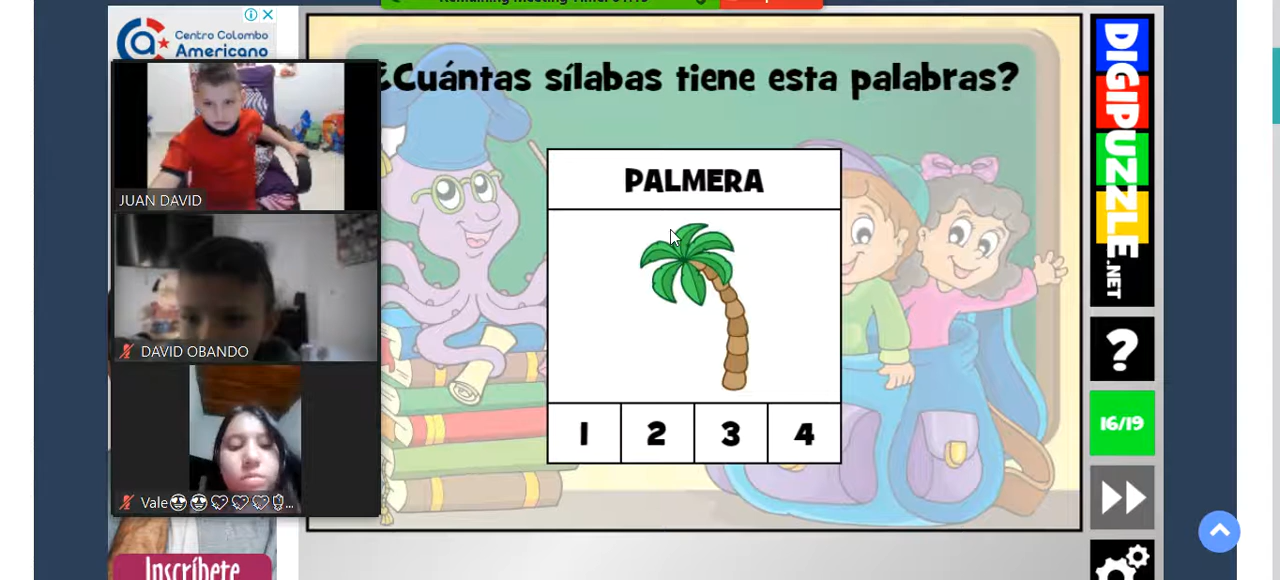 Centro Colombo
Americano
¿Cuántas sílabas tiene esta palabras?
JUAN DAVID
DAVID OBANDO
Vale😎😎🤍🤍🤍...
PALMERA
1 2 3 4
DIGIPUZZLE.NET
?
16/19
Inscríbete